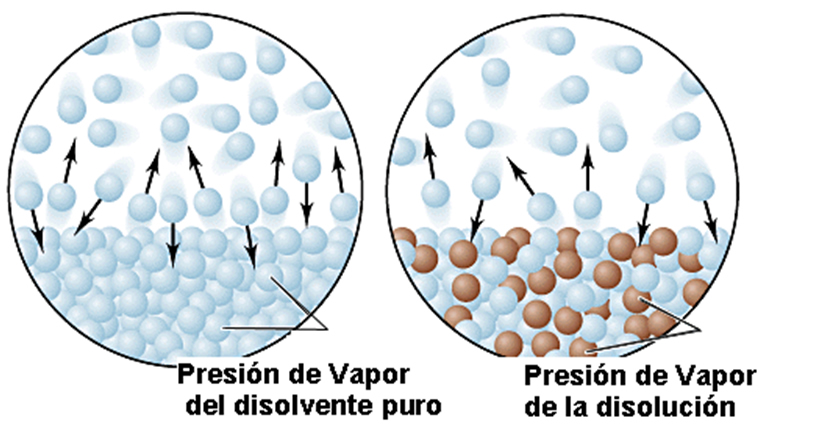 Presión de Vapor
del disolvente puro
Presión de Vapor
de la disolución